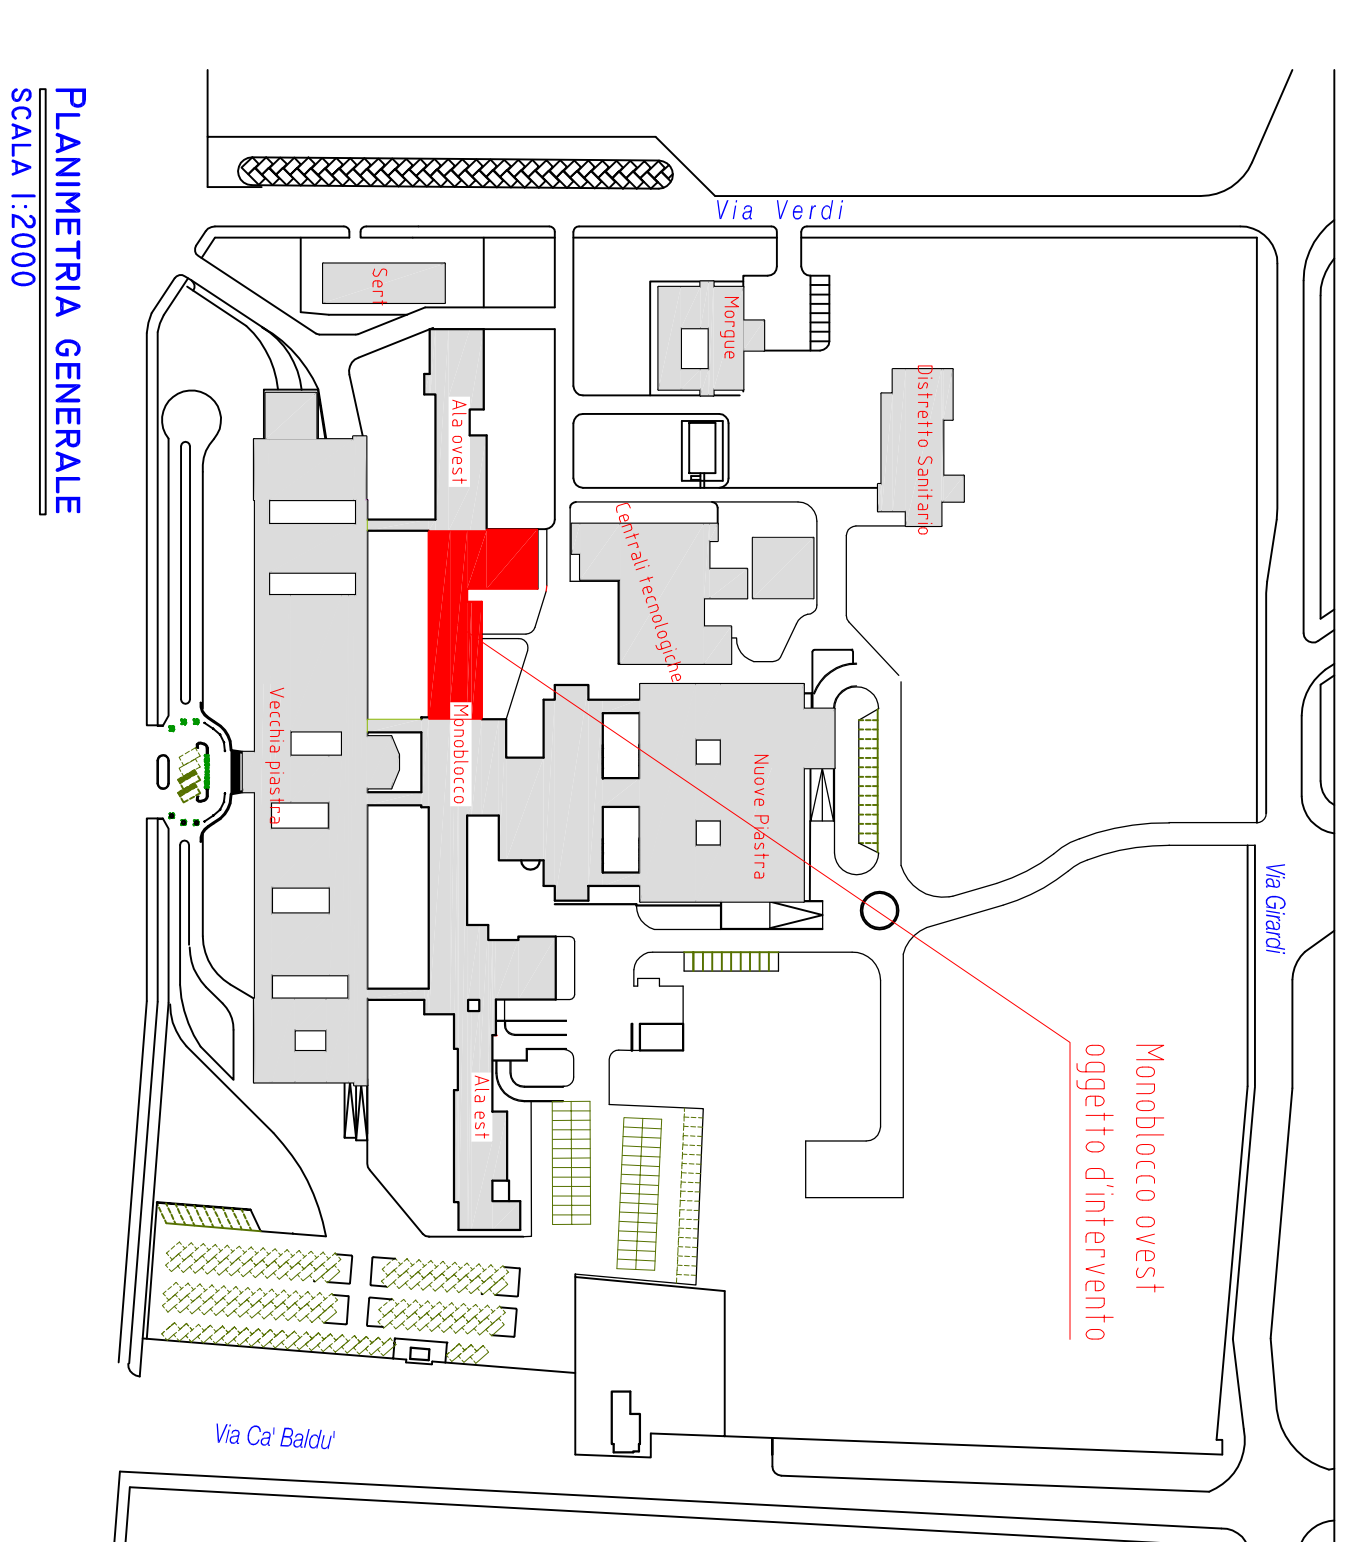 PLANIMETRIA GENERALE
SCALA 1:2000
Via Verdi
Sert
Morgue
Distretto Sanitario
Ala ovest
Centrali tecnologiche
Vecchia piastra
Monoblocco
Nuove Piastra
Via Girardi
Monoblocco ovest
oggetto d'intervento
Ala est
Via Ca' Baldu'